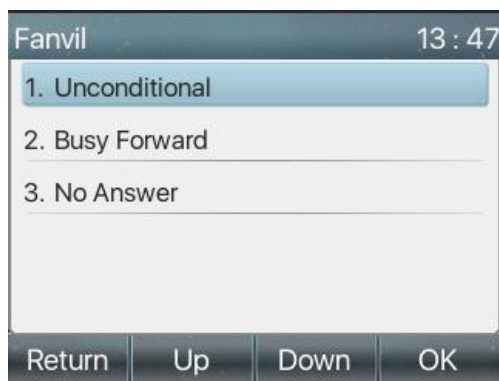 Fanvil 13 : 47
1. Unconditional
2. Busy Forward
3. No Answer
Return Up Down OK